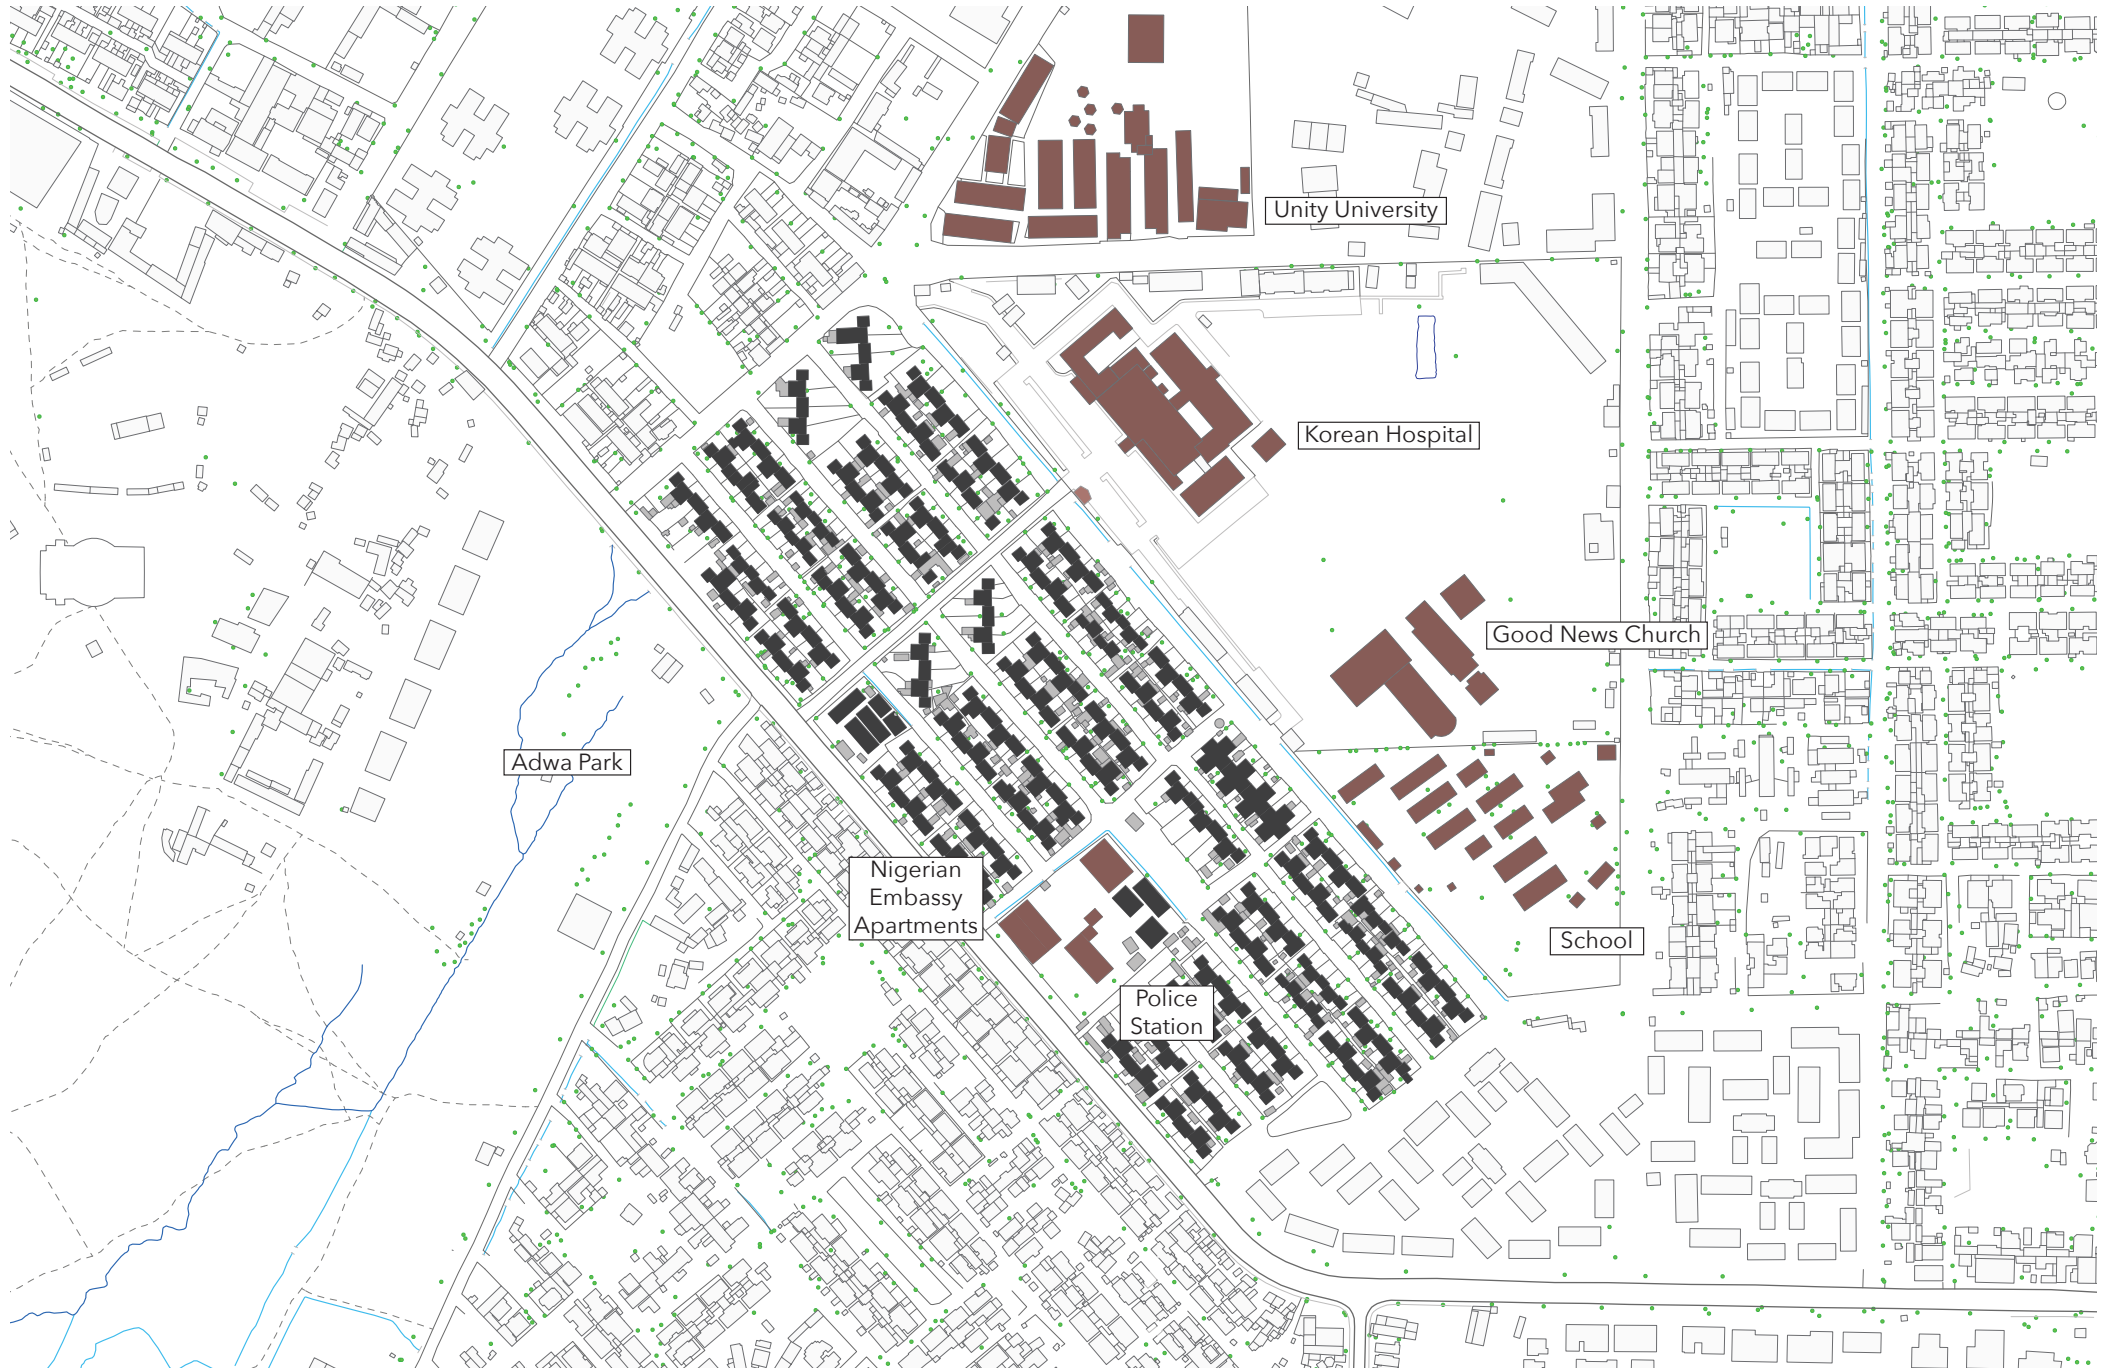 Unity University
Korean Hospital
Good News Church
Adwa Park
Nigerian
Embassy
Apartments
School
Police
Station